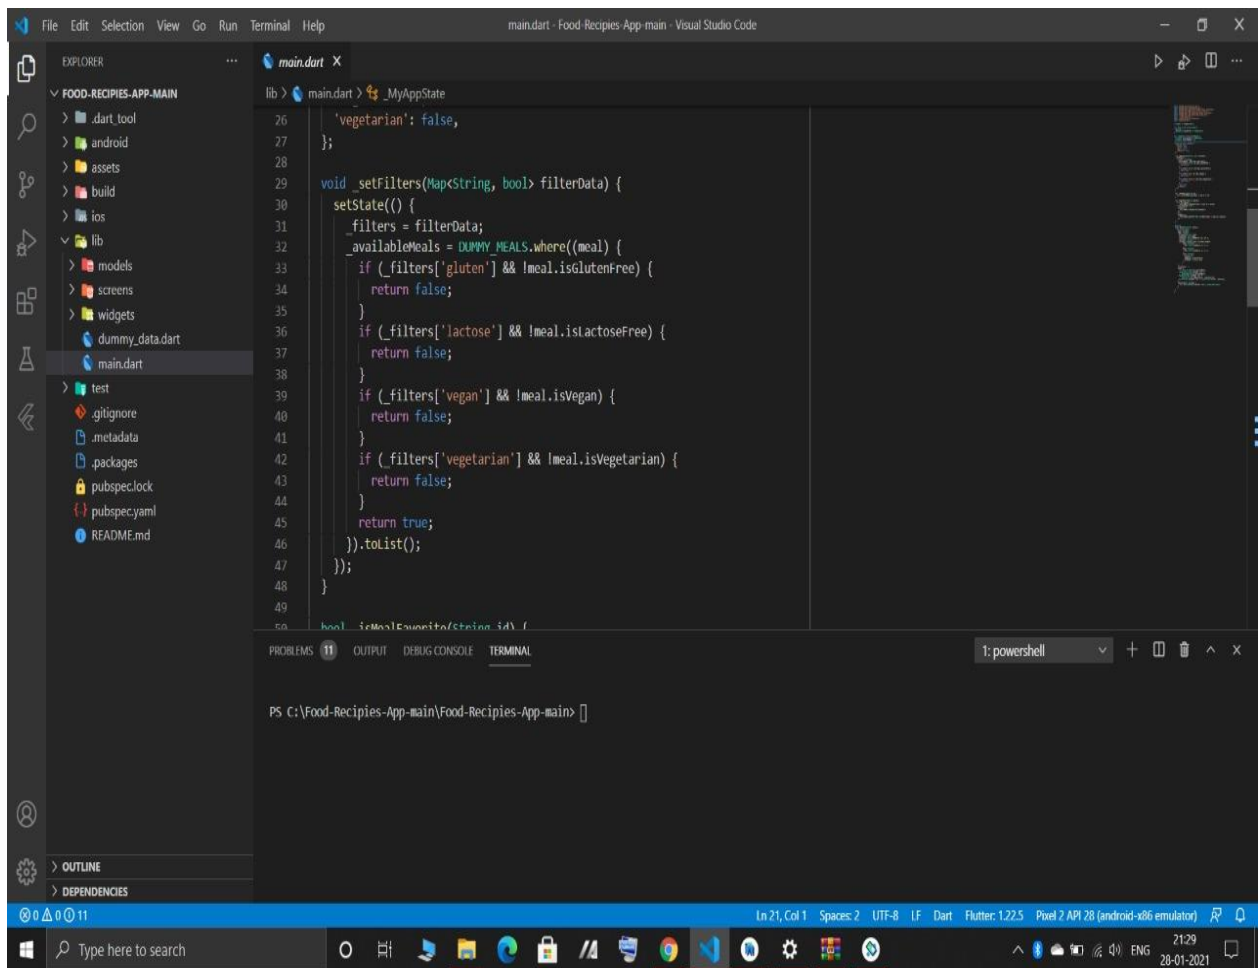 File Edit Selection View Go Run Terminal Help
main.dart - Food-Recipies-App-main - Visual Studio Code
EXPLORER
FOOD-RECIPIES-APP-MAIN
.dart_tool
android
assets
build
ios
lib
models
screens
widgets
dummy_data.dart
main.dart
test
.gitignore
.metadata
.packages
pubspec.lock
pubspec.yaml
README.md
OUTLINE
DEPENDENCIES
main.dart
lib > main.dart > _MyAppState
26 'vegetarian': false,
27 };
28
29 void _setFilters(Map<String, bool> filterData) {
30 setState(() {
31 _filters = filterData;
32 _availableMeals = DUMMY_MEALS.where((meal) {
33 if (_filters['gluten'] && !meal.isGlutenFree) {
34 return false;
35 }
36 if (_filters['lactose'] && !meal.isLactoseFree) {
37 return false;
38 }
39 if (_filters['vegan'] && !meal.isVegan) {
40 return false;
41 }
42 if (_filters['vegetarian'] && !meal.isVegetarian) {
43 return false;
44 }
45 return true;
46 }).toList();
47 });
48 }
49
50 bool _isMealFavorite(String id) {
PROBLEMS 11 OUTPUT DEBUG CONSOLE TERMINAL
1: powershell
PS C:\Food-Recipies-App-main\Food-Recipies-App-main>
0 0 11
Ln 21, Col 1 Spaces: 2 UTF-8 LF Dart Flutter: 1.22.5 Pixel 2 API 28 (android-x86 emulator)
Type here to search
ENG
21:29
28-01-2021